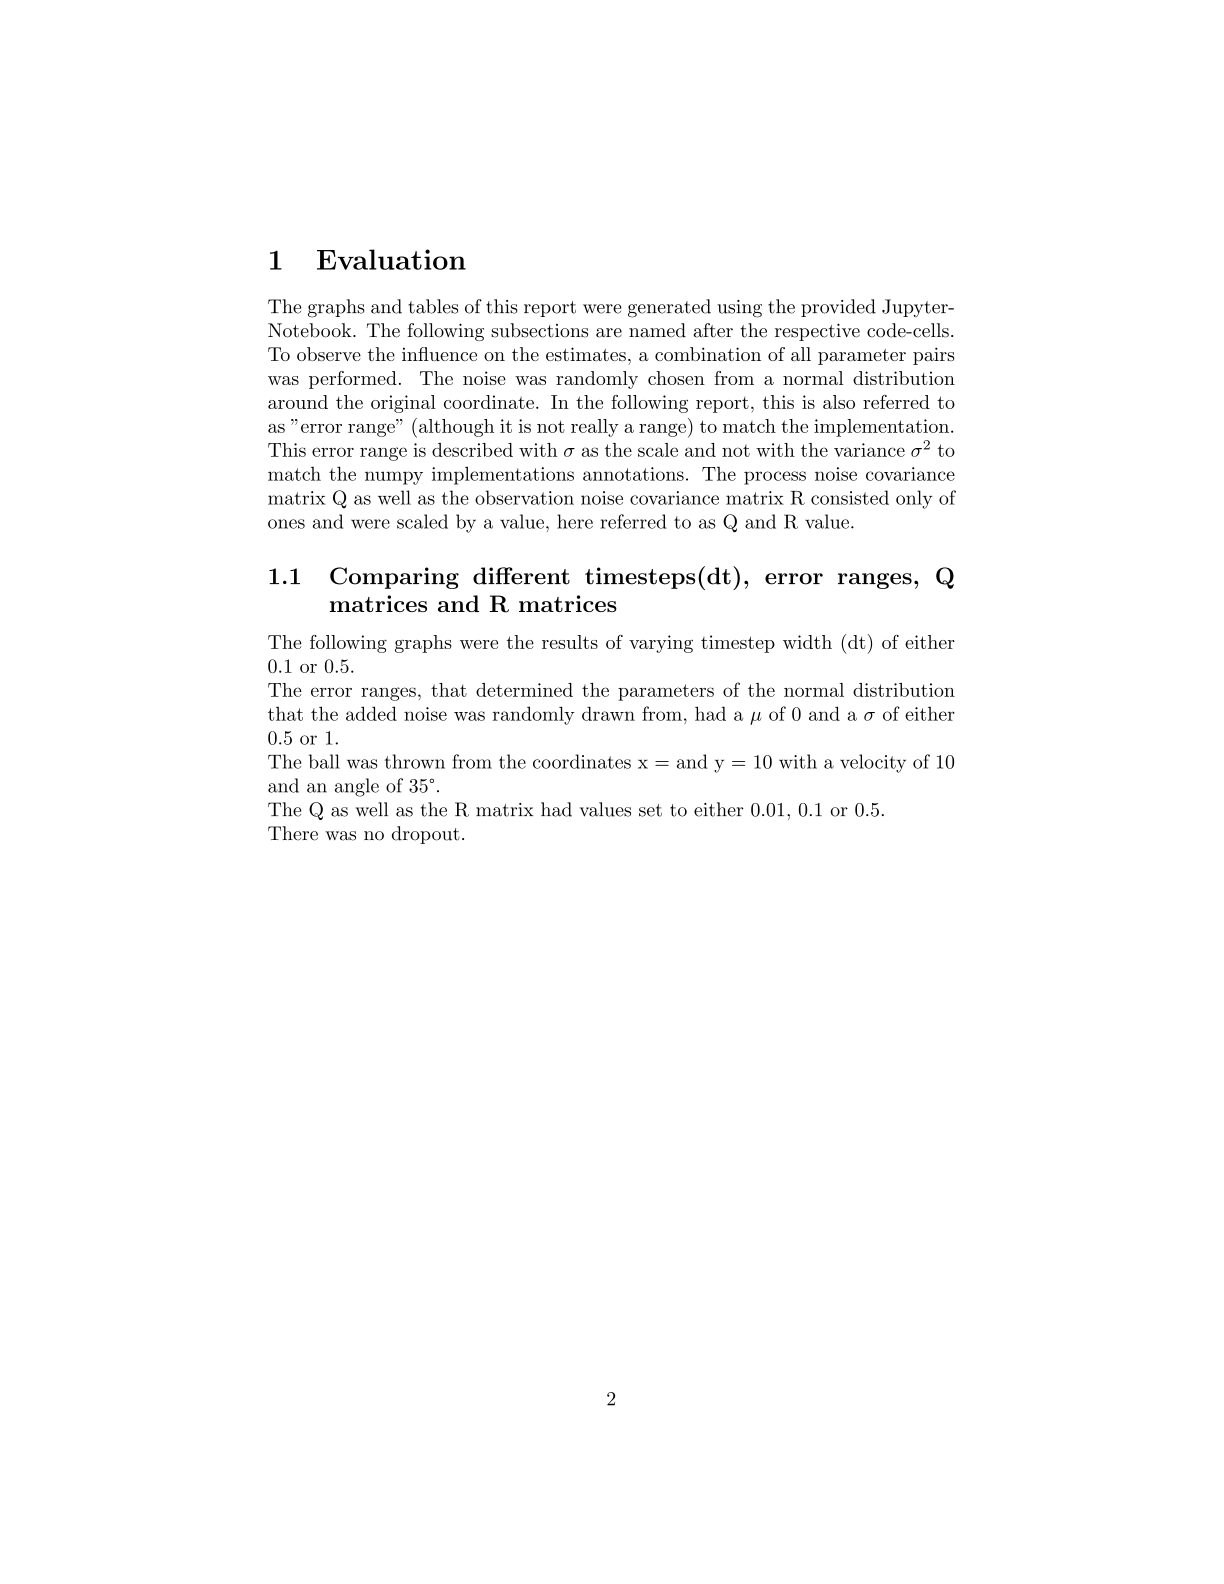 1 Evaluation
The graphs and tables of this report were generated using the provided Jupyter-
Notebook. The following subsections are named after the respective code-cells.
To observe the influence on the estimates, a combination of all parameter pairs
was performed. The noise was randomly chosen from a normal distribution
around the original coordinate. In the following report, this is also referred to
as ”error range” (although it is not really a range) to match the implementation.
This error range is described with σ as the scale and not with the variance σ² to
match the numpy implementations annotations. The process noise covariance
matrix Q as well as the observation noise covariance matrix R consisted only of
ones and were scaled by a value, here referred to as Q and R value.
1.1 Comparing different timesteps(dt), error ranges, Q
matrices and R matrices
The following graphs were the results of varying timestep width (dt) of either
0.1 or 0.5.
The error ranges, that determined the parameters of the normal distribution
that the added noise was randomly drawn from, had a μ of 0 and a σ of either
0.5 or 1.
The ball was thrown from the coordinates x = and y = 10 with a velocity of 10
and an angle of 35°.
The Q as well as the R matrix had values set to either 0.01, 0.1 or 0.5.
There was no dropout.
2